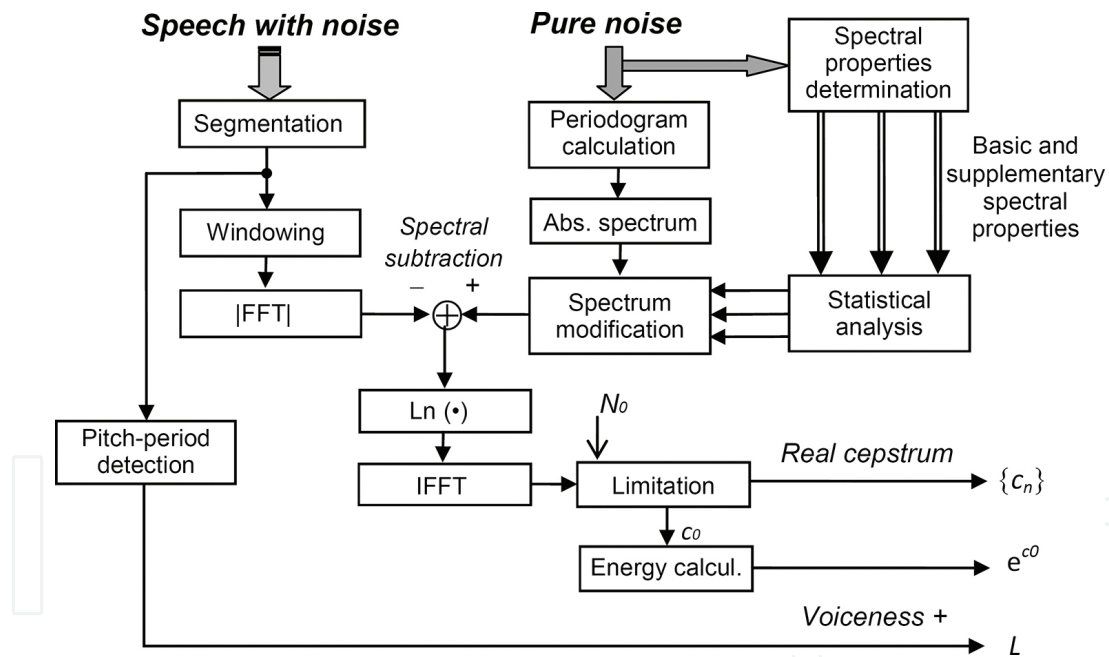 Speech with noise
Pure noise
Spectral
properties
determination
Segmentation
Periodogram
calculation
Basic and
supplementary
spectral
properties
Windowing
Spectral
subtraction
Abs. spectrum
− +
|FFT|
Spectrum
modification
Statistical
analysis
Ln (•)
N₀
Pitch-period
detection
IFFT
Limitation
Real cepstrum
{cₙ}
c₀
Energy calcul.
e^c0
Voiceness +
L